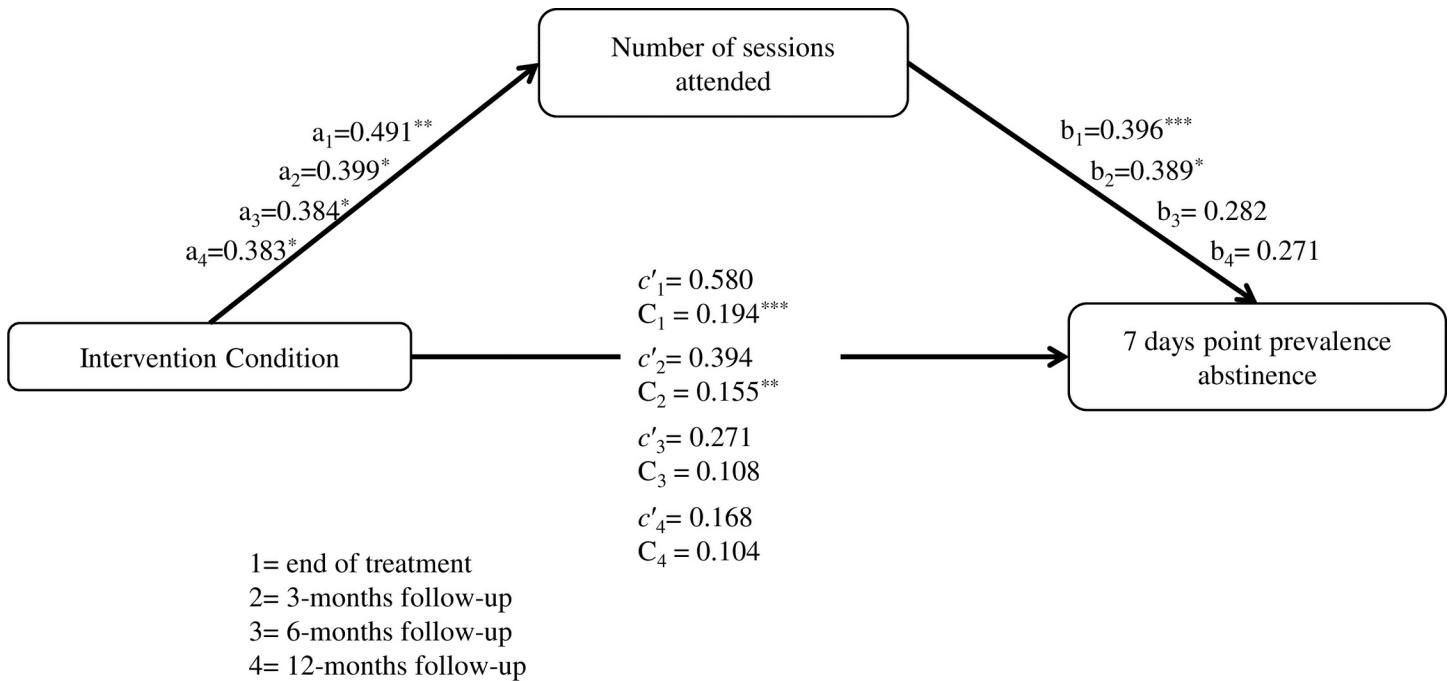 Number of sessions
attended
a₁=0.491**
a₂=0.399*
a₃=0.384*
a₄=0.383*
b₁=0.396***
b₂=0.389*
b₃= 0.282
b₄= 0.271
Intervention Condition
c′₁= 0.580
C₁ = 0.194***
c′₂= 0.394
C₂ = 0.155**
c′₃= 0.271
C₃ = 0.108
c′₄= 0.168
C₄ = 0.104
7 days point prevalence
abstinence
1= end of treatment
2= 3-months follow-up
3= 6-months follow-up
4= 12-months follow-up